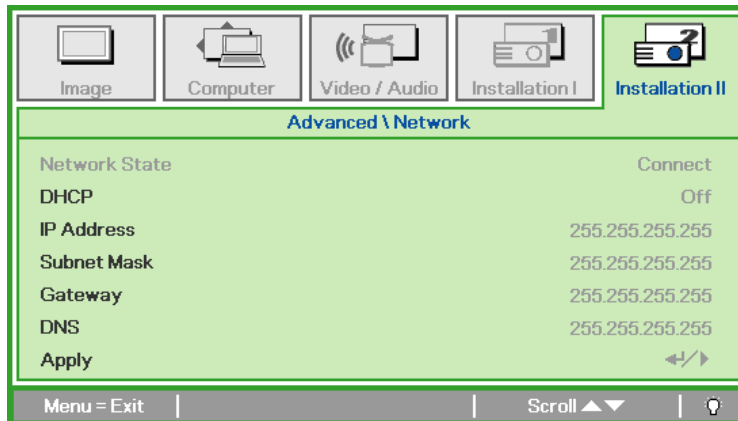 Image
Computer
Video / Audio
Installation I
Installation II
Advanced \ Network
Network State Connect
DHCP Off
IP Address 255.255.255.255
Subnet Mask 255.255.255.255
Gateway 255.255.255.255
DNS 255.255.255.255
Apply
Menu = Exit Scroll